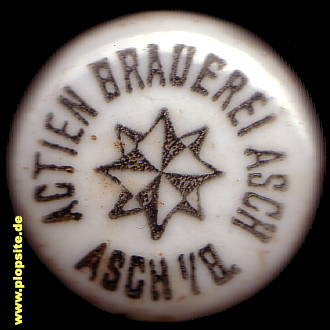 ACTIEN BRAUEREI ASCH
ASCH I/B.
www.plopsite.de